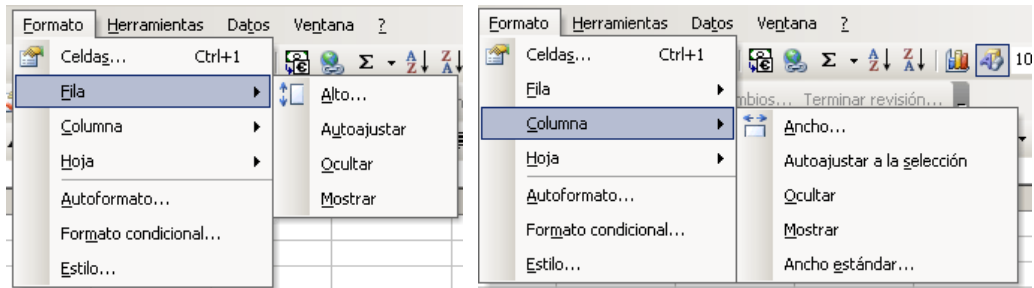 Formato Herramientas Datos Ventana ?
Celdas... Ctrl+1
Fila
Alto...
Columna
Autoajustar
Hoja
Ocultar
Autoformato...
Mostrar
Formato condicional...
Estilo...
Formato Herramientas Datos Ventana ?
Celdas... Ctrl+1
Σ 10
Fila
mbios... Terminar revisión...
Columna
Ancho...
Hoja
Autoajustar a la selección
Autoformato...
Ocultar
Formato condicional...
Mostrar
Estilo...
Ancho estándar...